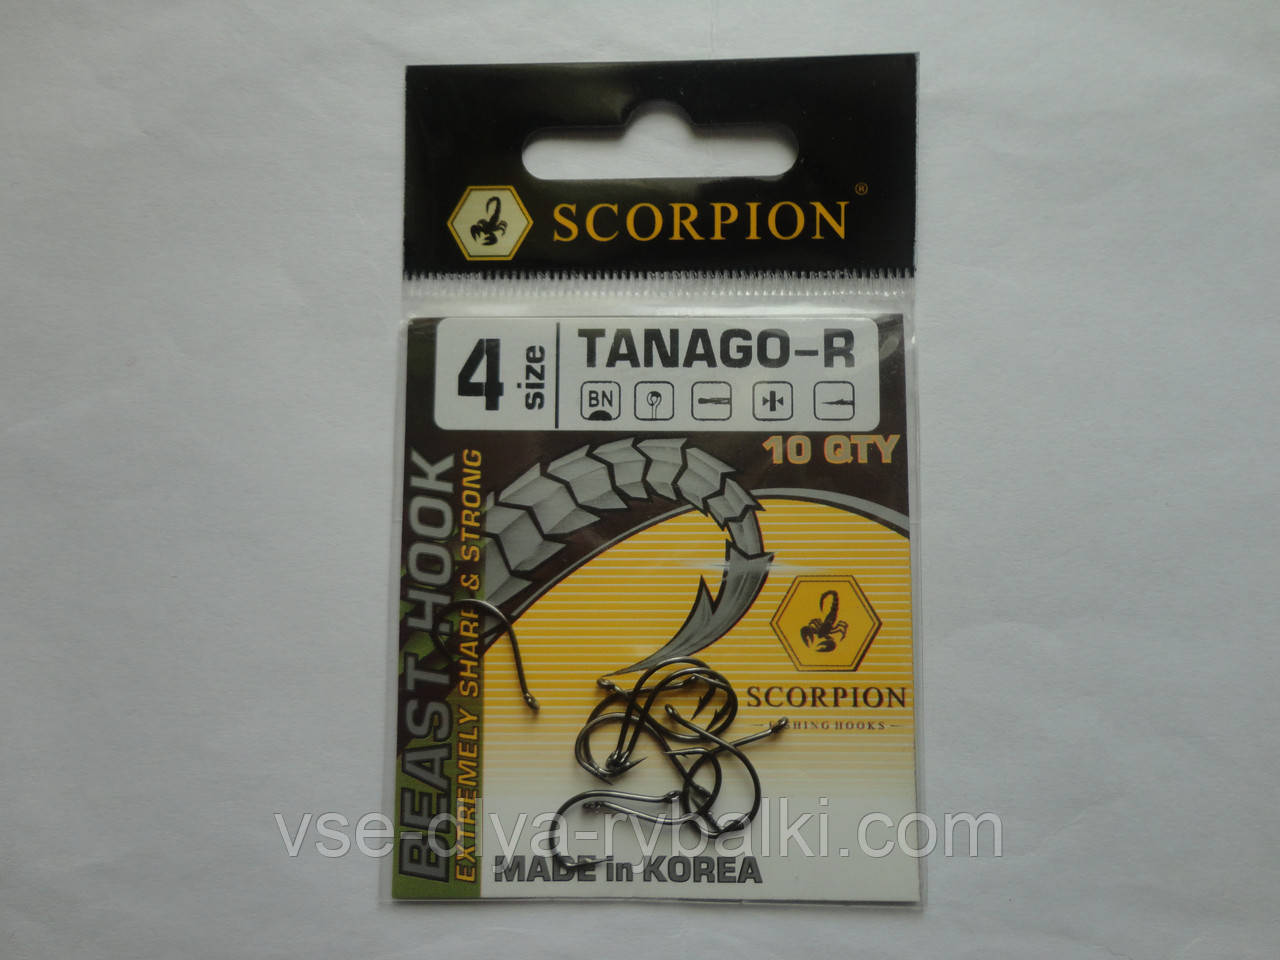 SCORPION®
4 size
TANAGO-R
BN
10 QTY
BEAST HOOK
EXTREMELY SHARP & STRONG
SCORPION
FISHING HOOKS
vse-dlya-rybalki.com
MADE in KOREA